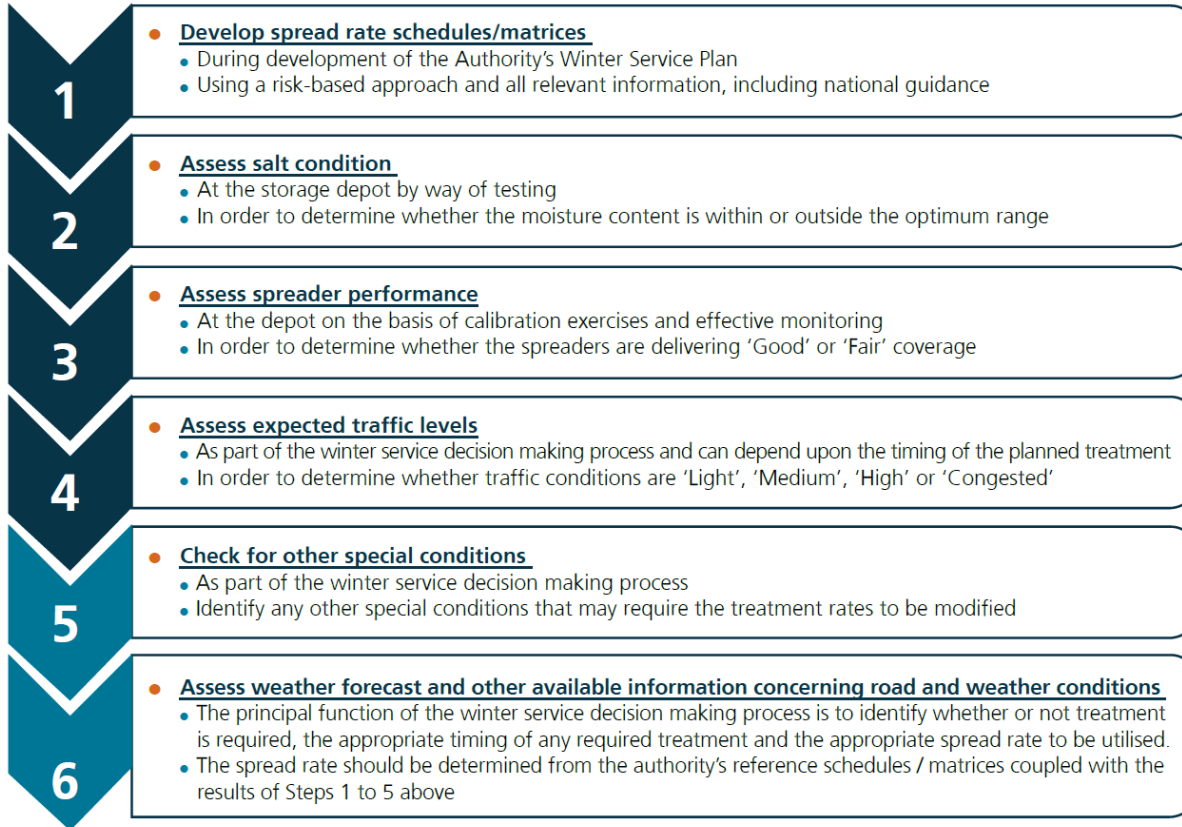 1
Develop spread rate schedules/matrices
During development of the Authority’s Winter Service Plan
Using a risk-based approach and all relevant information, including national guidance
2
Assess salt condition
At the storage depot by way of testing
In order to determine whether the moisture content is within or outside the optimum range
3
Assess spreader performance
At the depot on the basis of calibration exercises and effective monitoring
In order to determine whether the spreaders are delivering ‘Good’ or ‘Fair’ coverage
4
Assess expected traffic levels
As part of the winter service decision making process and can depend upon the timing of the planned treatment
In order to determine whether traffic conditions are ‘Light’, ‘Medium’, ‘High’ or ‘Congested’
5
Check for other special conditions
As part of the winter service decision making process
Identify any other special conditions that may require the treatment rates to be modified
6
Assess weather forecast and other available information concerning road and weather conditions
The principal function of the winter service decision making process is to identify whether or not treatment
is required, the appropriate timing of any required treatment and the appropriate spread rate to be utilised.
The spread rate should be determined from the authority’s reference schedules / matrices coupled with the
results of Steps 1 to 5 above